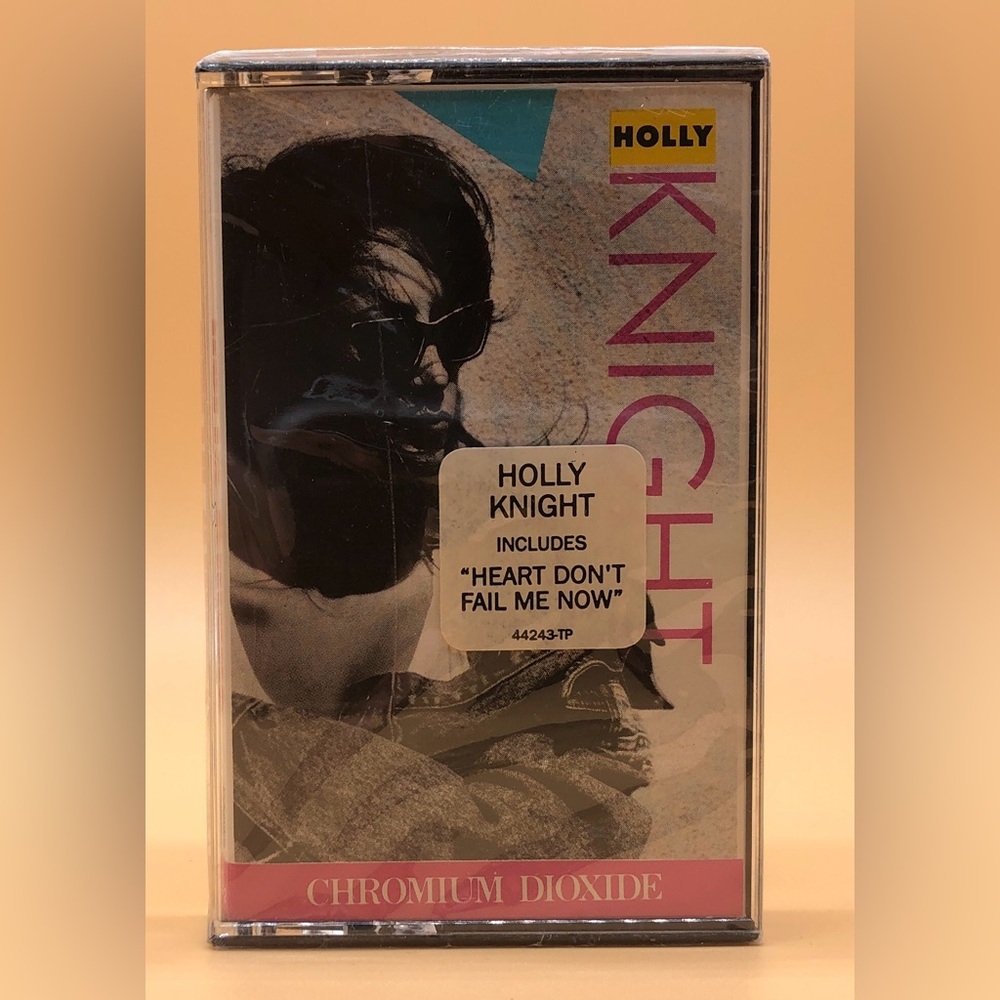 HOLLY
KNIGHT
HOLLY
KNIGHT
INCLUDES
"HEART DON'T
FAIL ME NOW"
44243-TP
CHROMIUM DIOXIDE